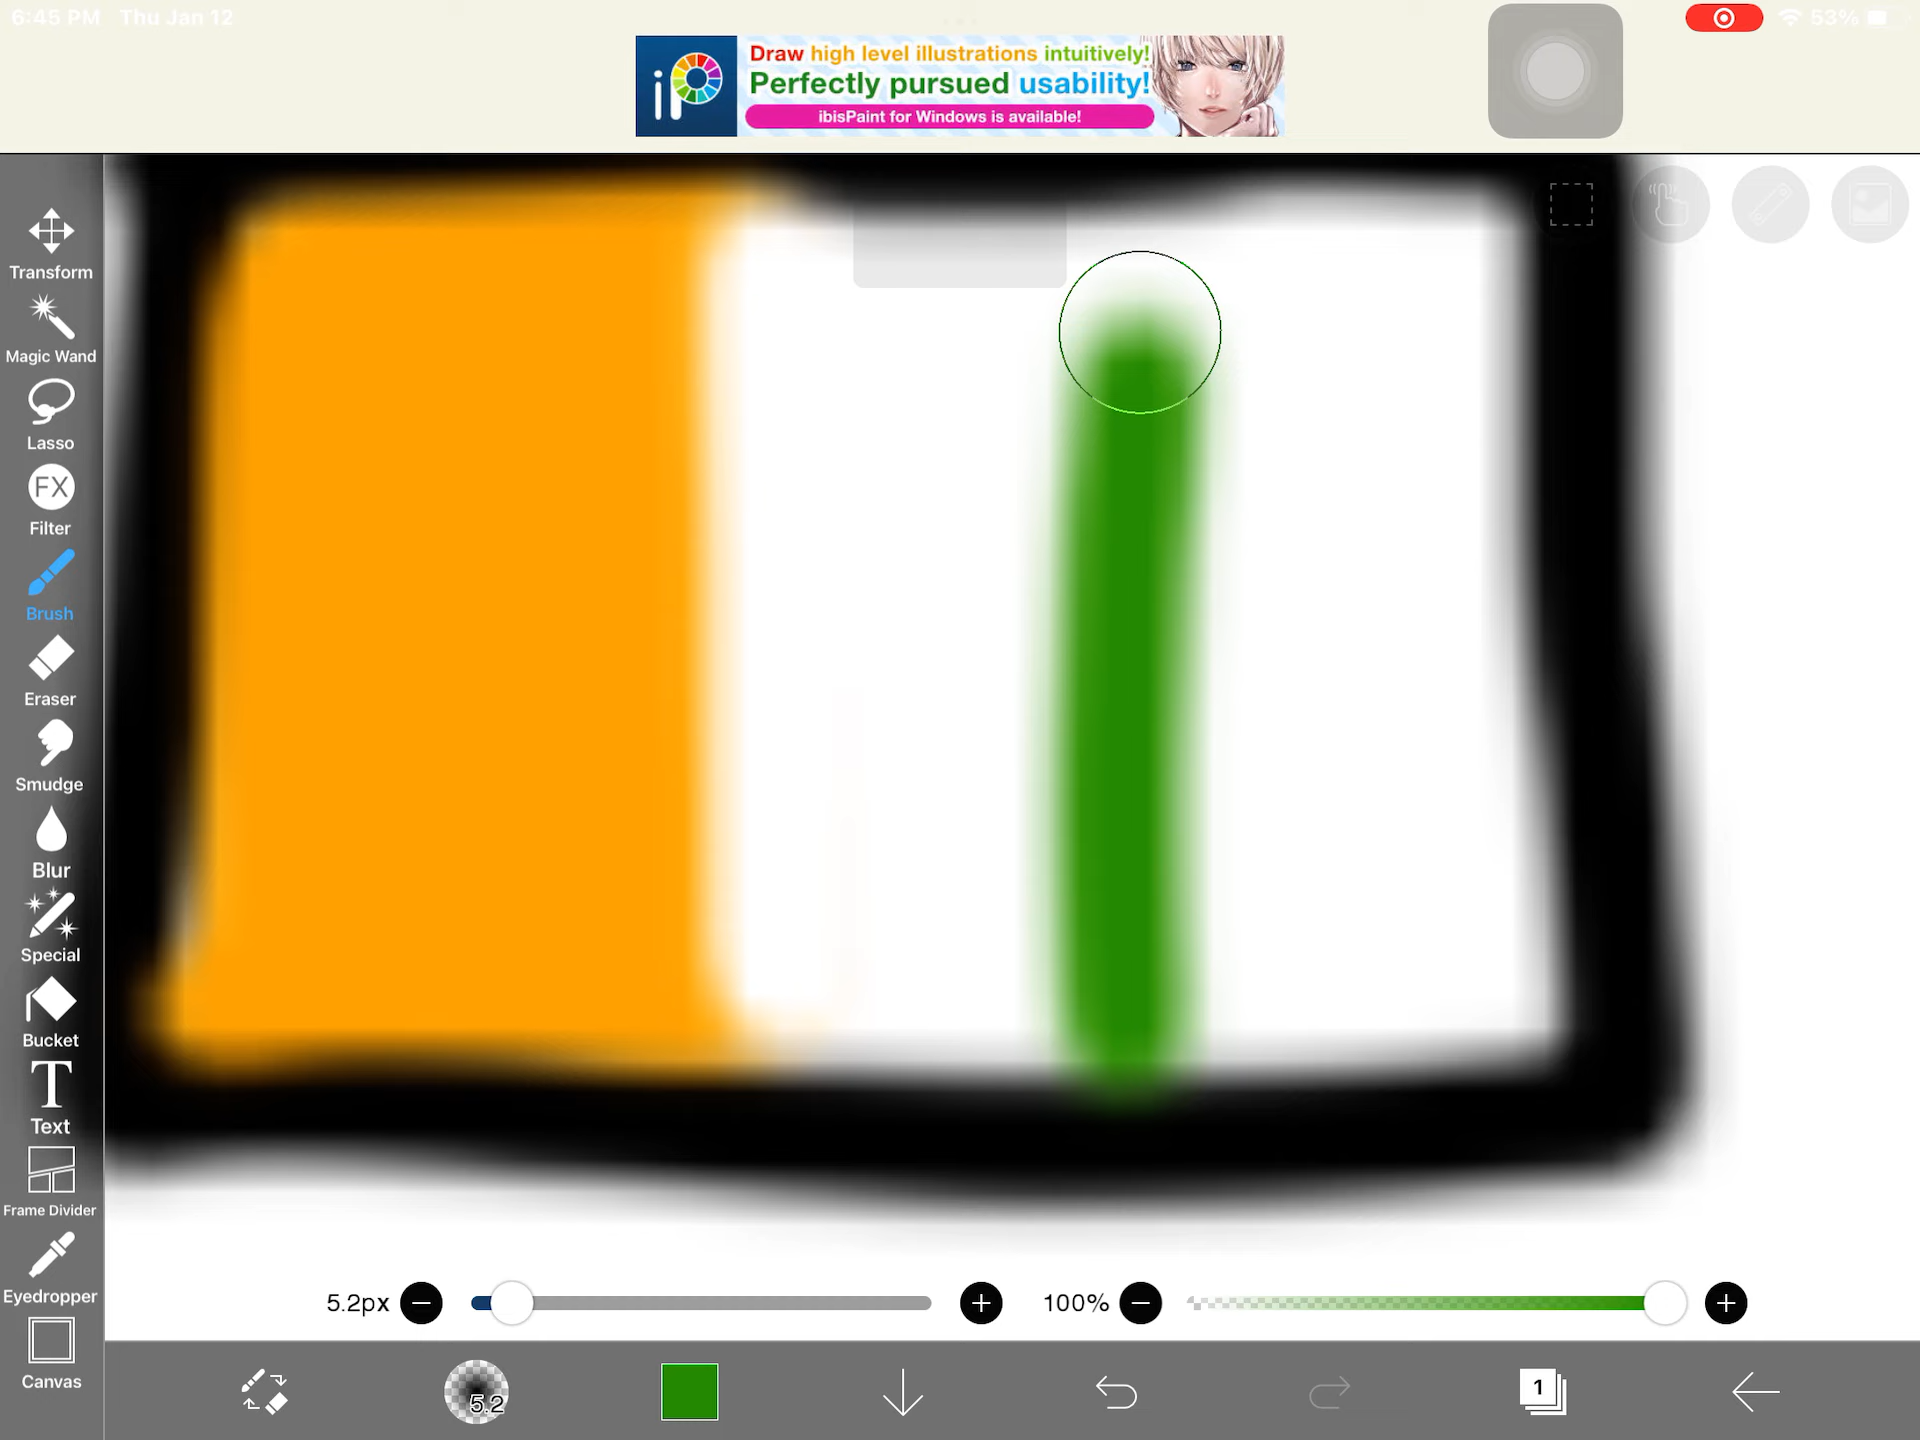 6:45 PM Thu Jan 12
53%
iP
Draw high level illustrations intuitively!
Perfectly pursued usability!
ibisPaint for Windows is available!
Transform
Magic Wand
Lasso
FX
Filter
Brush
Eraser
Smudge
Blur
Special
Bucket
T
Text
Frame Divider
Eyedropper
Canvas
5.2px
100%
5.2
1